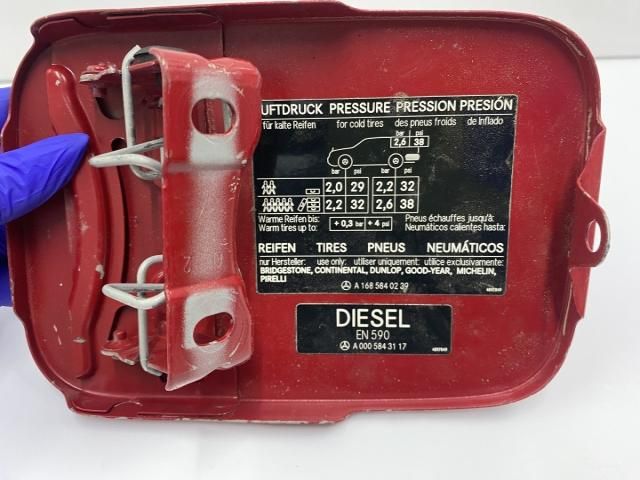 UFTDRUCK PRESSURE PRESSION PRESIÓN
für kalte Reifen for cold tires des pneus froids de Inflado
bar psi
2,6 38
bar psi bar psi
2,0 29 2,2 32
2,2 32 2,6 38
Warme Reifen bis: Pneus échauffes jusqu'à:
Warm tires up to: + 0,3 bar + 4 psi Neumáticos calientes hasta:
REIFEN TIRES PNEUS NEUMÁTICOS
nur Hersteller: use only: utiliser uniquement: utilice exclusivamente:
BRIDGESTONE, CONTINENTAL, DUNLOP, GOOD-YEAR, MICHELIN,
PIRELLI
A 168 584 02 39
DIESEL
EN 590
A 000 584 31 17